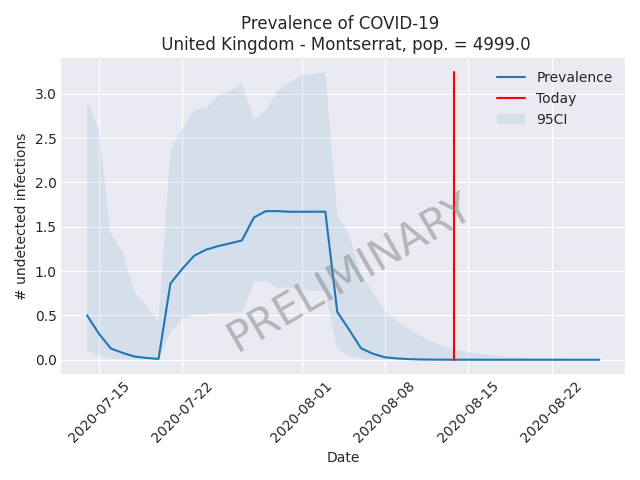 Prevalence of COVID-19
United Kingdom - Montserrat, pop. = 4999.0
Prevalence
Today
95CI
# undetected infections
3.0
2.5
2.0
1.5
1.0
0.5
0.0
PRELIMINARY
2020-07-15
2020-07-22
2020-08-01
2020-08-08
2020-08-15
2020-08-22
Date